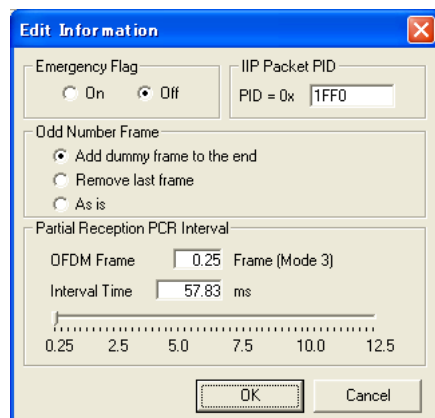 Edit Information
Emergency Flag
On Off
IIP Packet PID
PID = 0x 1FF0
Odd Number Frame
Add dummy frame to the end
Remove last frame
As is
Partial Reception PCR Interval
OFDM Frame 0.25 Frame (Mode 3)
Interval Time 57.83 ms
0.25 2.5 5.0 7.5 10.0 12.5
OK Cancel